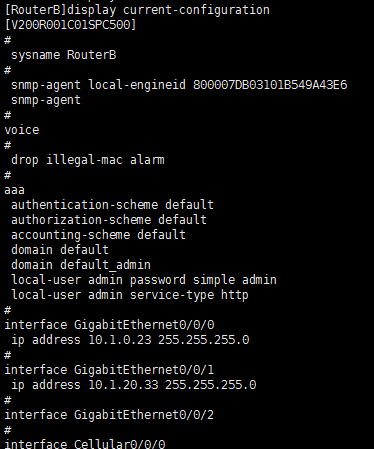 [RouterB]display current-configuration
[V200R001C01SPC500]
#
 sysname RouterB
#
 snmp-agent local-engineid 800007DB03101B549A43E6
 snmp-agent
#
voice
#
 drop illegal-mac alarm
#
aaa
 authentication-scheme default
 authorization-scheme default
 accounting-scheme default
 domain default
 domain default_admin
 local-user admin password simple admin
 local-user admin service-type http
#
interface GigabitEthernet0/0/0
 ip address 10.1.0.23 255.255.255.0
#
interface GigabitEthernet0/0/1
 ip address 10.1.20.33 255.255.255.0
#
interface GigabitEthernet0/0/2
#
interface Cellular0/0/0